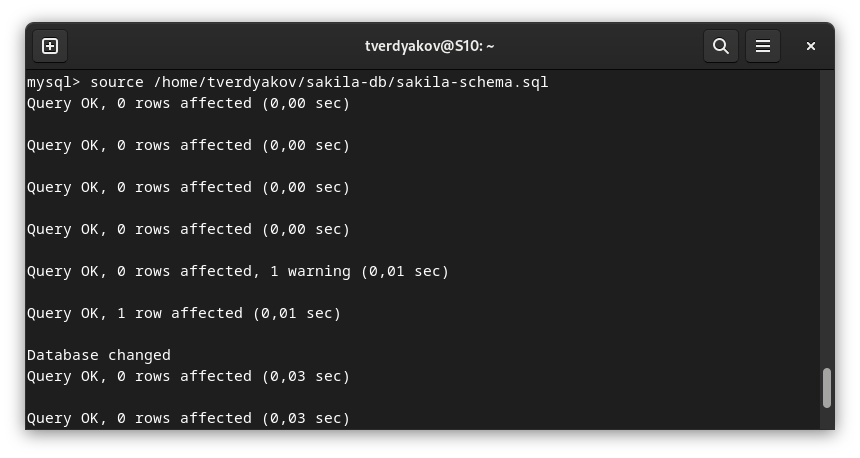 tverdyakov@S10: ~
mysql> source /home/tverdyakov/sakila-db/sakila-schema.sql
Query OK, 0 rows affected (0,00 sec)
Query OK, 0 rows affected (0,00 sec)
Query OK, 0 rows affected (0,00 sec)
Query OK, 0 rows affected (0,00 sec)
Query OK, 0 rows affected, 1 warning (0,01 sec)
Query OK, 1 row affected (0,01 sec)
Database changed
Query OK, 0 rows affected (0,03 sec)
Query OK, 0 rows affected (0,03 sec)